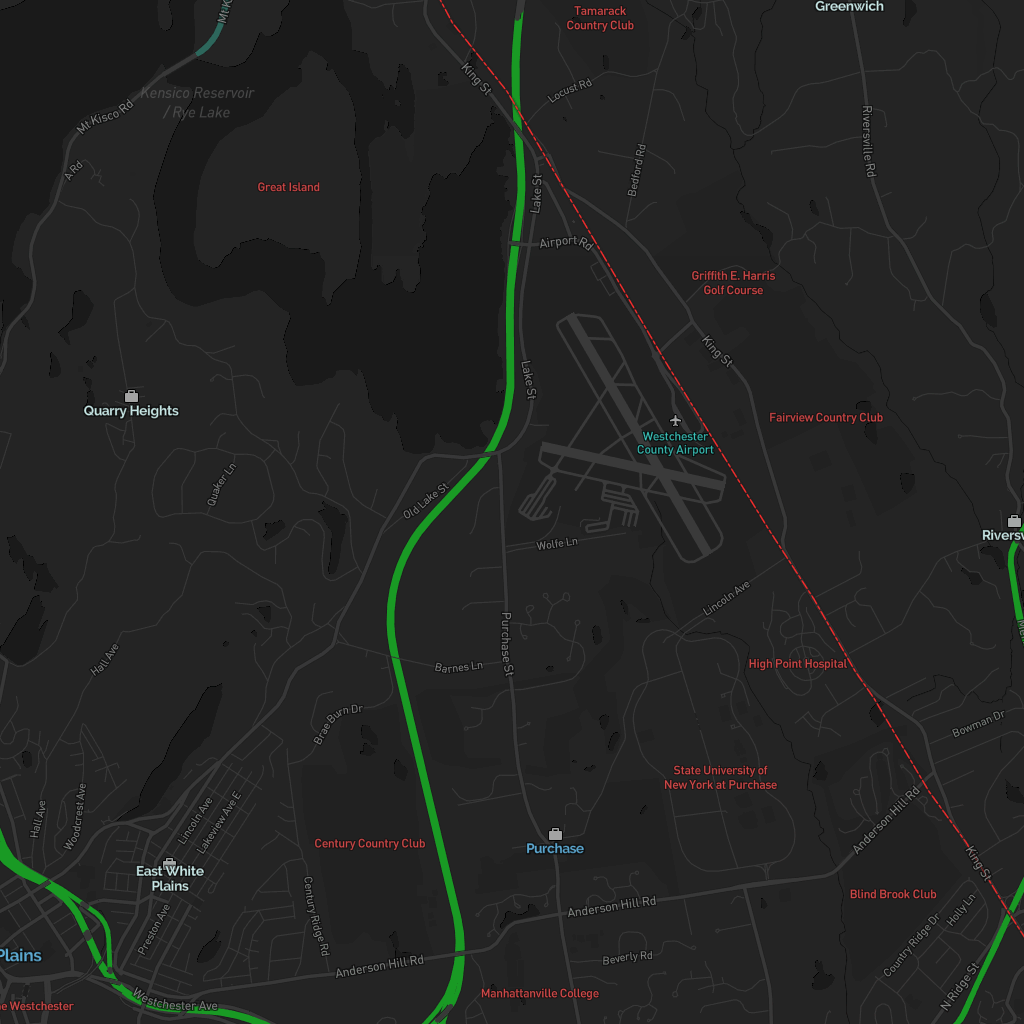 Greenwich
Tamarack
Country Club
Mt K
King St
Locust Rd
Kensico Reservoir
/ Rye Lake
Mt Kisco Rd
Riversville Rd
A Rd
Bedford Rd
Great Island
Lake St
Airport Rd
Griffith E. Harris
Golf Course
King St
Lake St
Quarry Heights
Fairview Country Club
Westchester
County Airport
Quaker Ln
Old Lake St
Riversv
Wolfe Ln
Lincoln Ave
Me
Hall Ave
Purchase St
Barnes Ln
High Point Hospital
Brae Burn Dr
Bowman Dr
State University of
New York at Purchase
Hall Ave
Woodcrest Ave
Lincoln Ave
Lakeview Ave E
Anderson Hill Rd
Century Country Club
Purchase
King St
East White
Plains
Blind Brook Club
Century Ridge Rd
Anderson Hill Rd
Holly Ln
Preston Ave
Country Ridge Dr
Plains
Anderson Hill Rd
Beverly Rd
N Ridge St
Manhattanville College
Westchester Ave
he Westchester